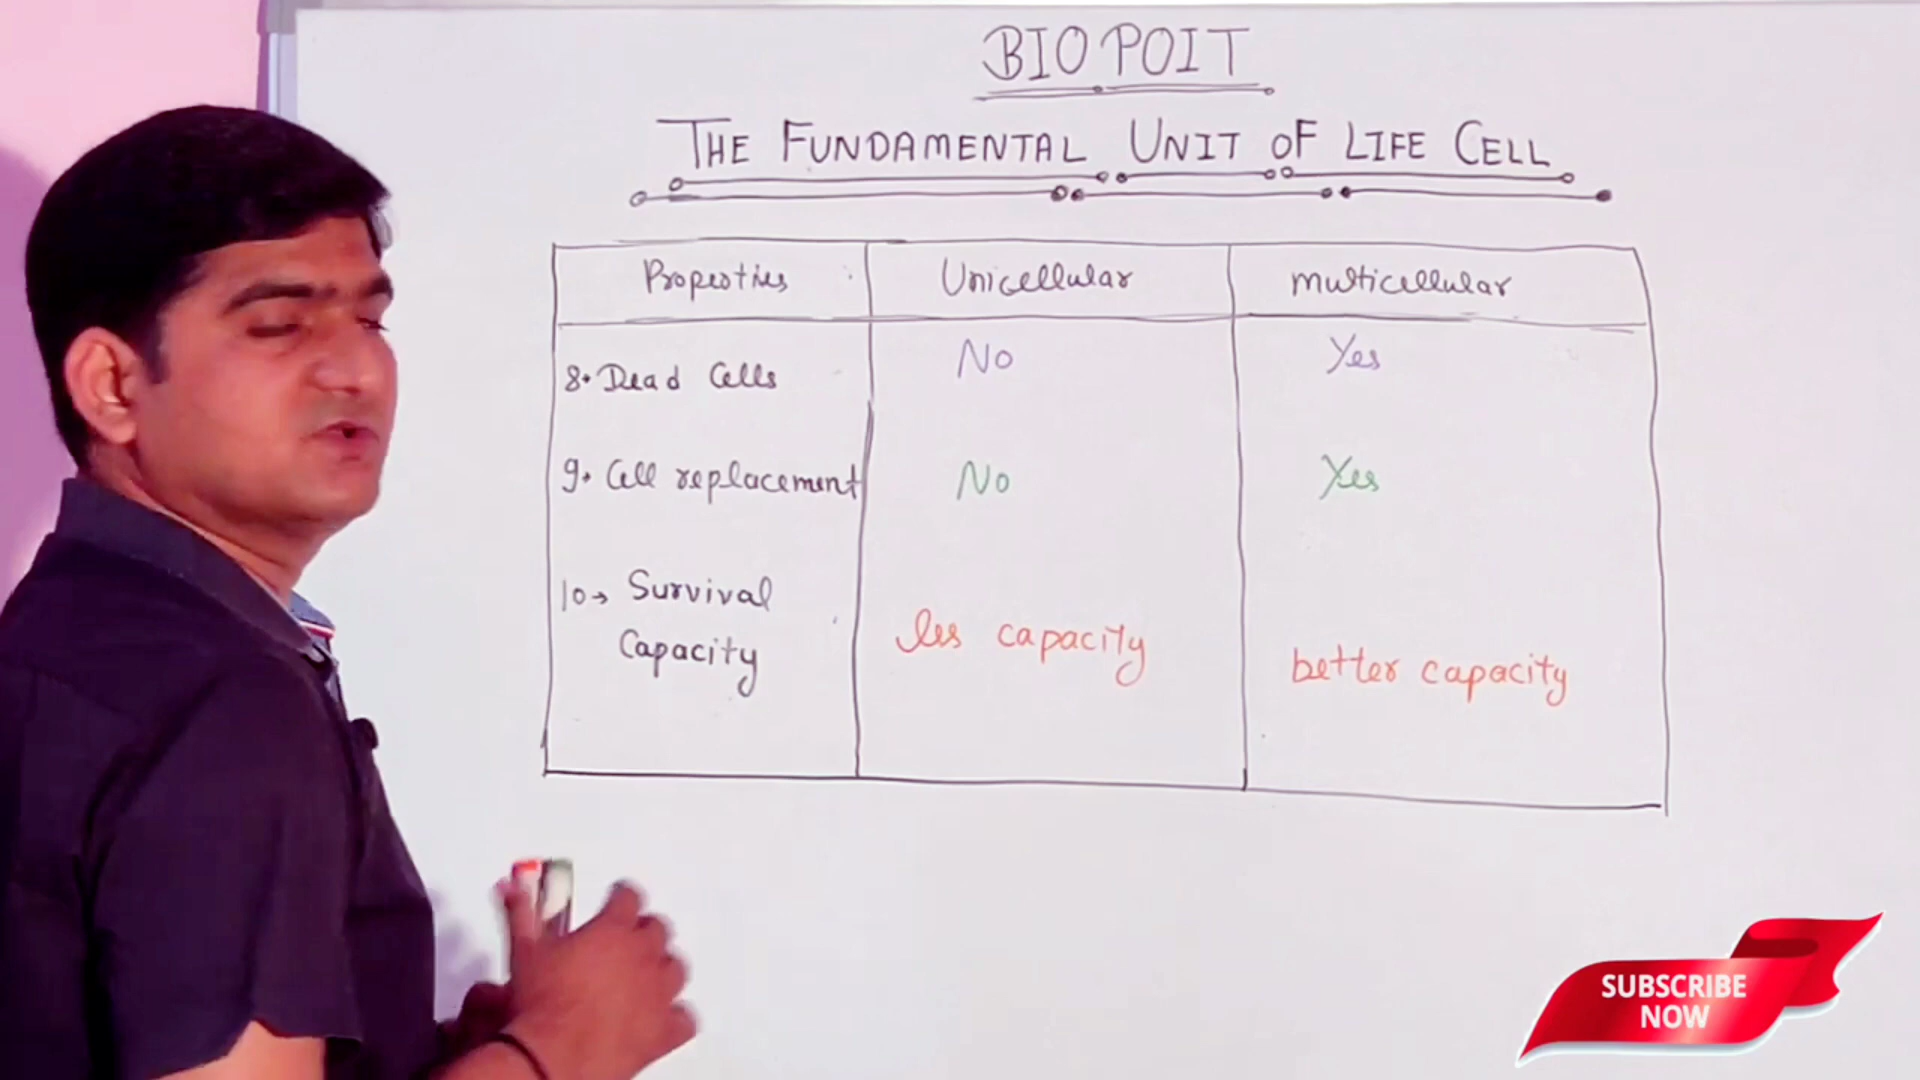 BIO POIT
THE FUNDAMENTAL UNIT OF LIFE CELL
Properties Unicellular multicellular
8. Dead Cells No Yes
9. Cell replacement No Yes
10→ Survival
Capacity less capacity better capacity
SUBSCRIBE
NOW